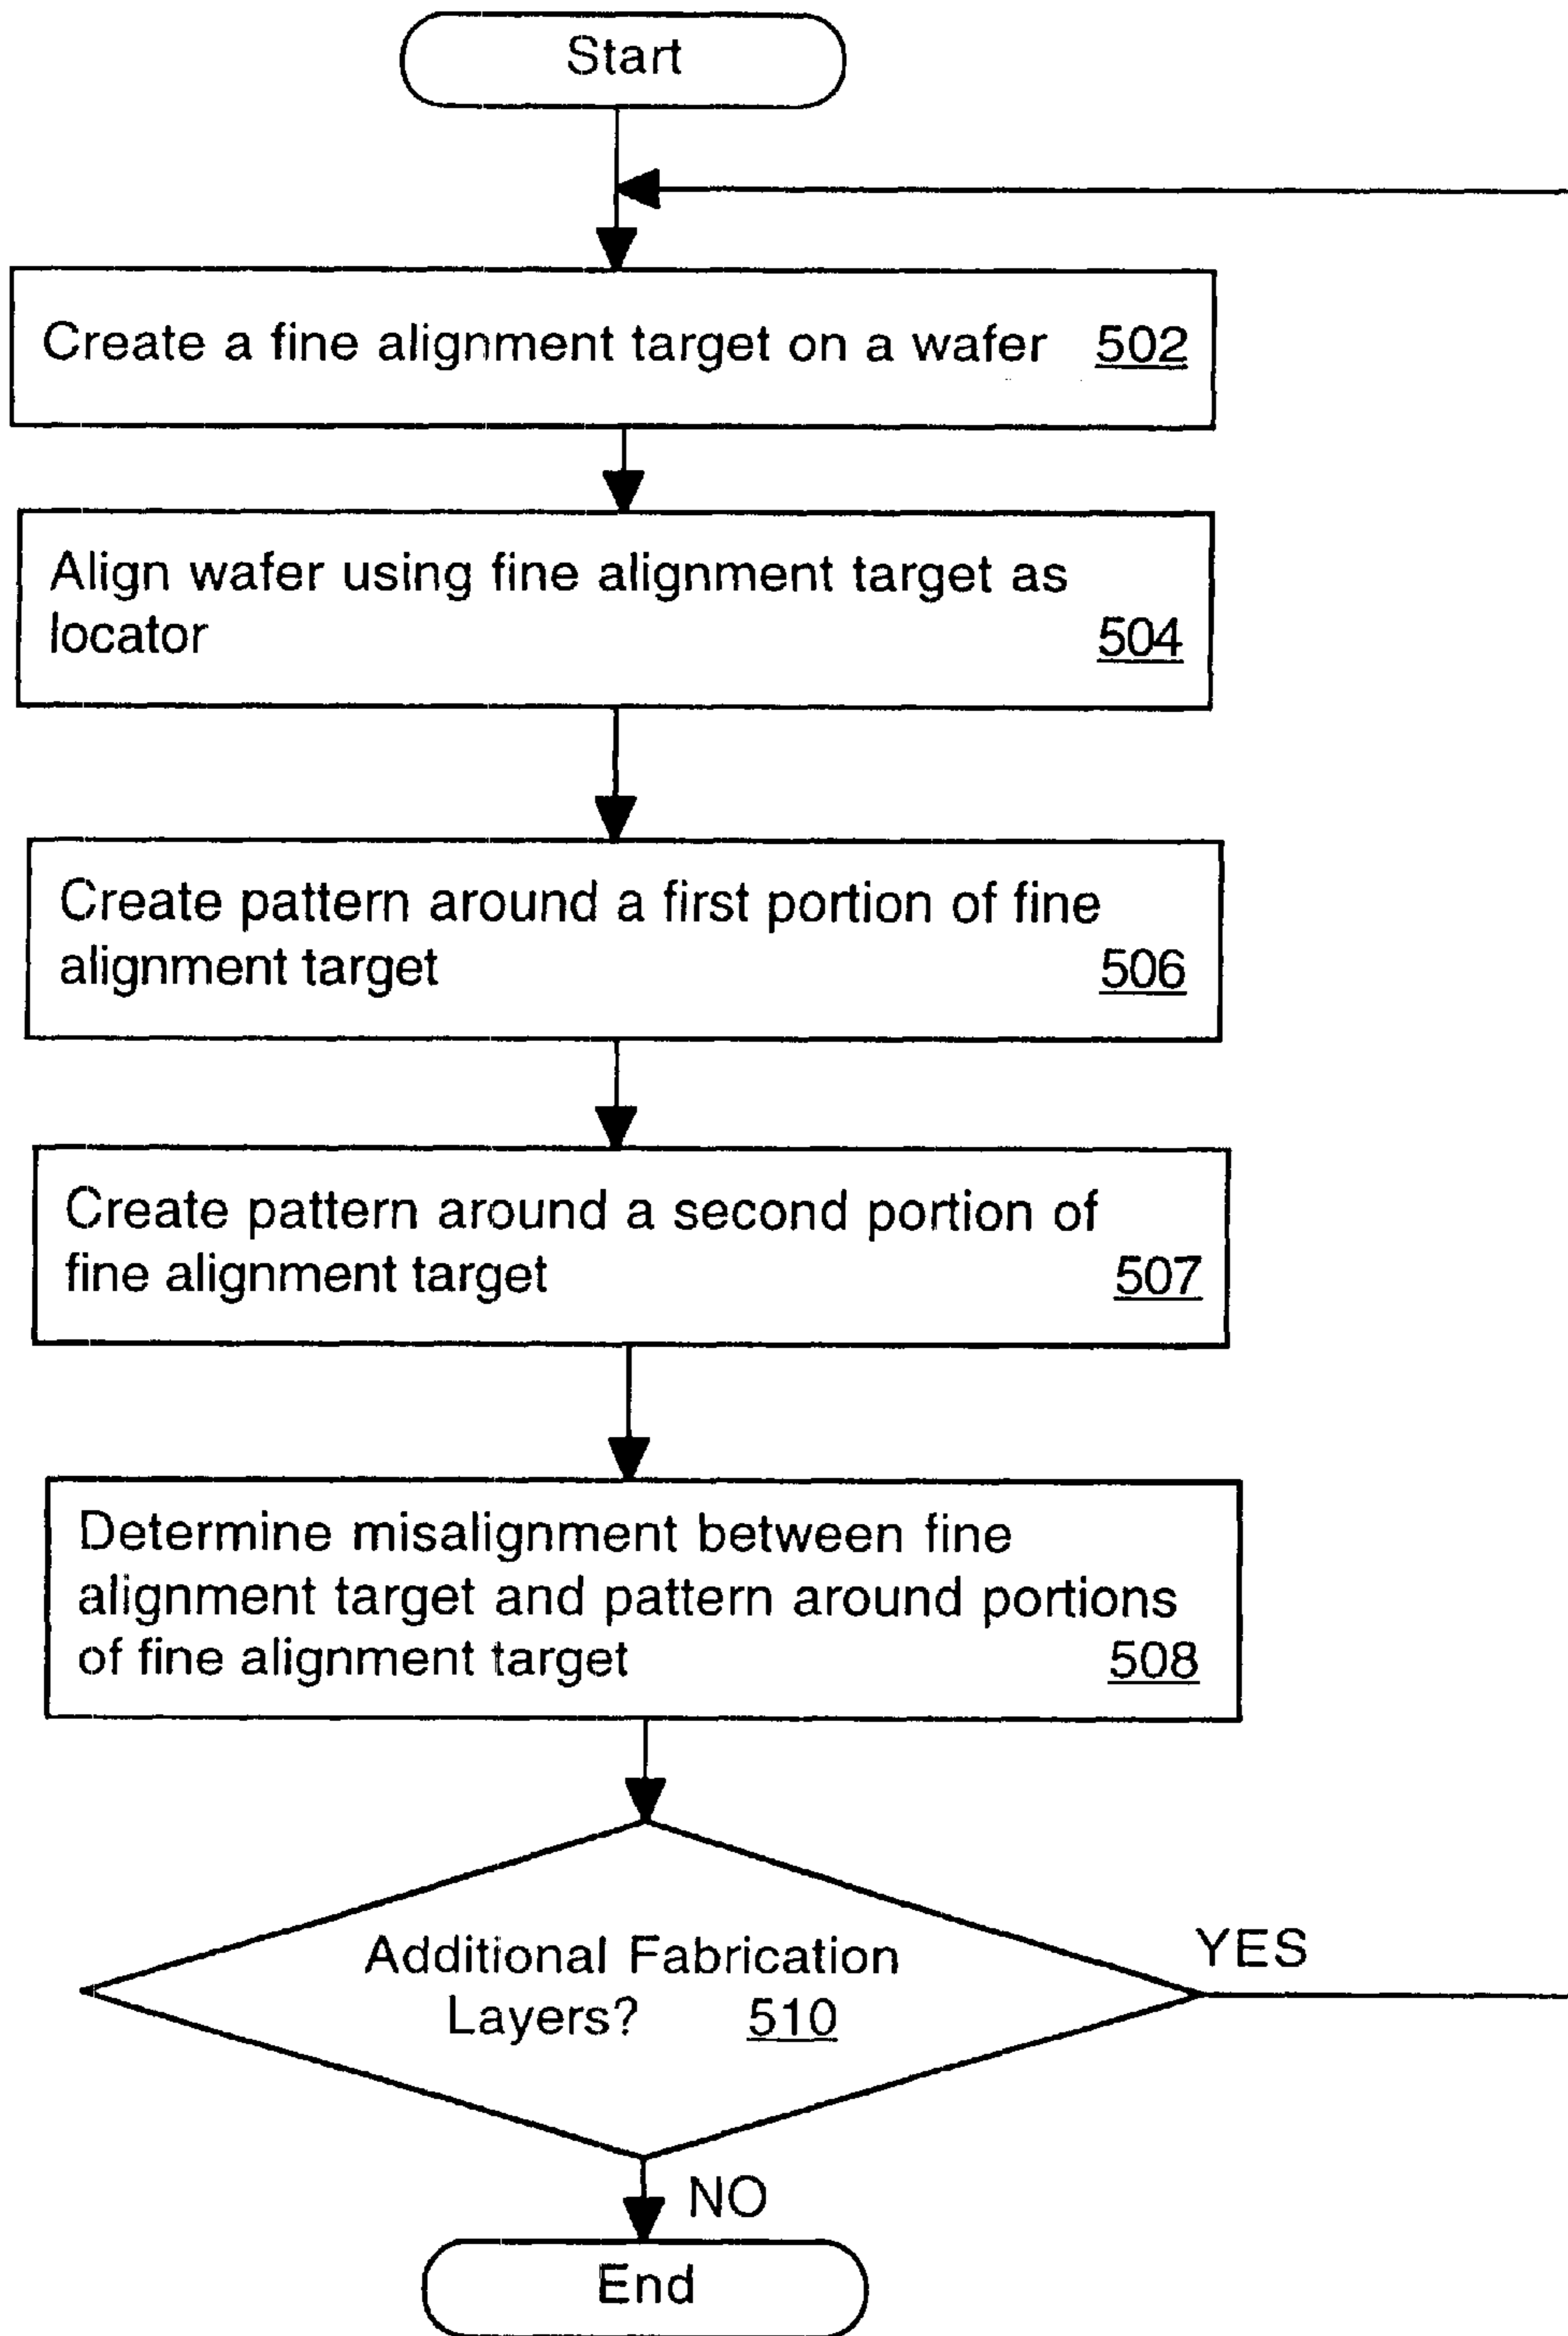 Start
Create a fine alignment target on a wafer 502
Align wafer using fine alignment target as
locator 504
Create pattern around a first portion of fine
alignment target 506
Create pattern around a second portion of
fine alignment target 507
Determine misalignment between fine
alignment target and pattern around portions
of fine alignment target 508
Additional Fabrication
Layers? 510
YES
NO
End